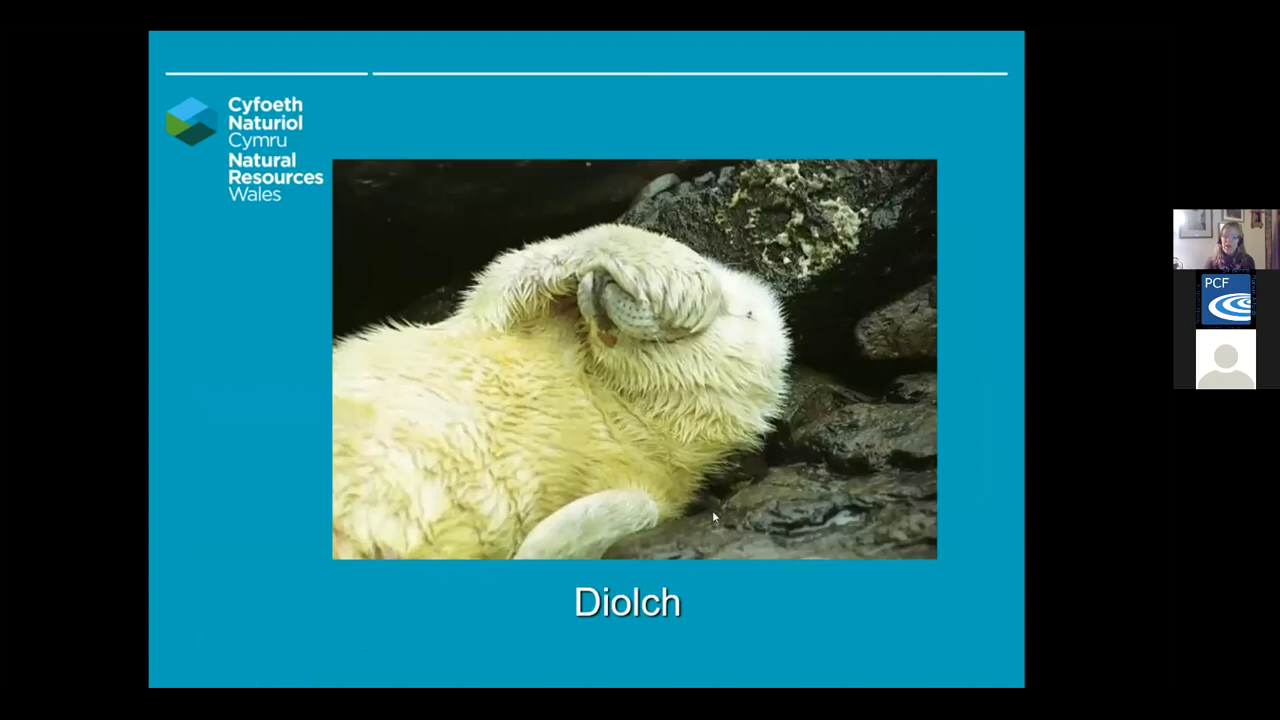 Cyfoeth
Naturiol
Cymru
Natural
Resources
Wales
Diolch
PCF